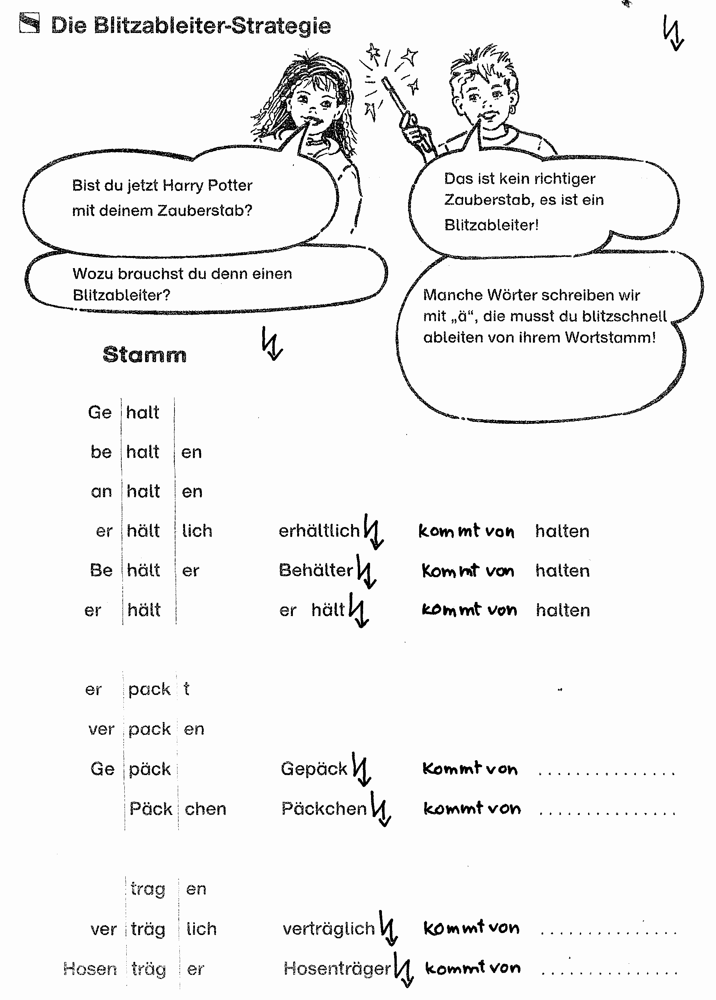 Die Blitzableiter-Strategie
Bist du jetzt Harry Potter
mit deinem Zauberstab?
Das ist kein richtiger
Zauberstab, es ist ein
Blitzableiter!
Wozu brauchst du denn einen
Blitzableiter?
Manche Wörter schreiben wir
mit „ä“, die musst du blitzschnell
ableiten von ihrem Wortstamm!
Stamm
Ge halt
be halt en
an halt en
er hält lich erhältlich kommt von halten
Be hält er Behälter kommt von halten
er hält er hält kommt von halten
er pack t
ver pack en
Ge päck Gepäck kommt von ...............
Päck chen Päckchen kommt von ...............
trag en
ver träg lich verträglich kommt von ...............
Hosen träg er Hosenträger kommt von ...............